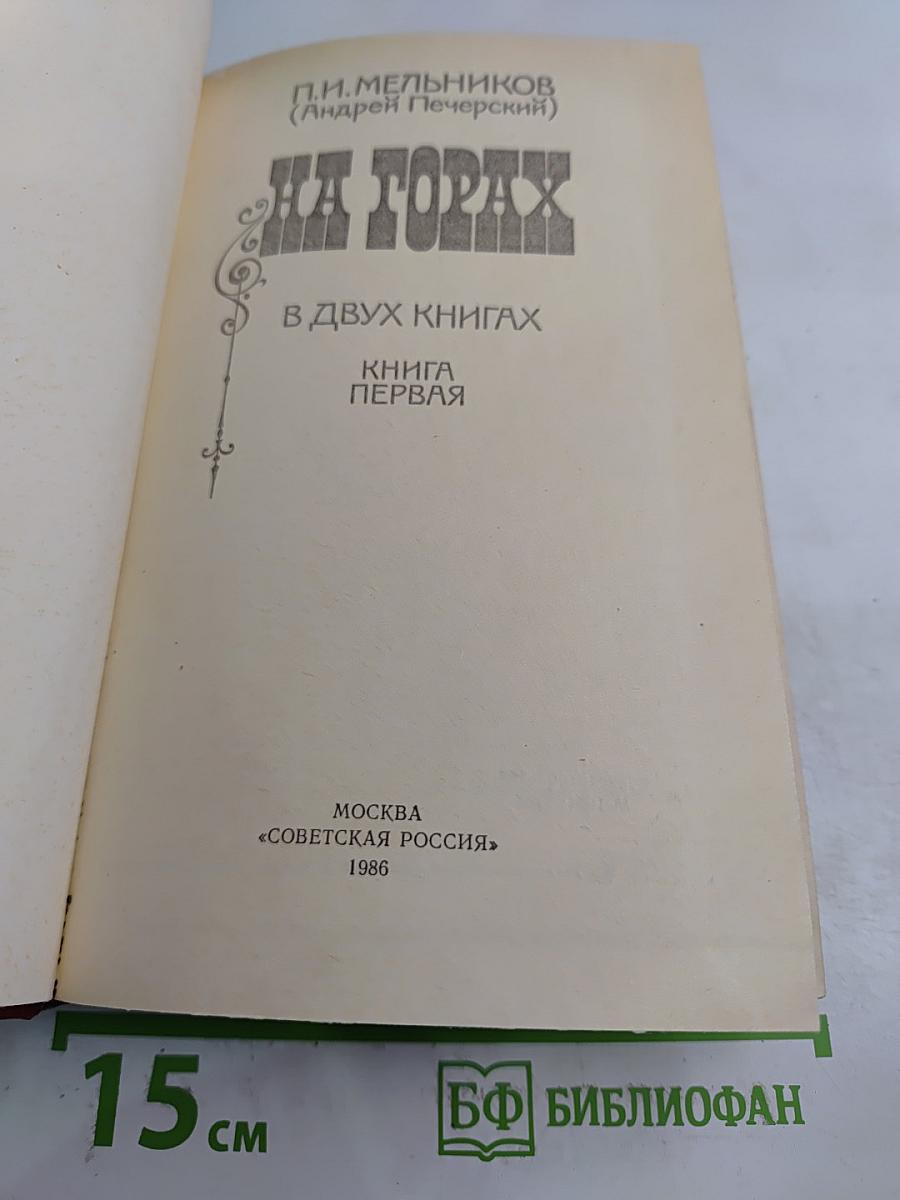 П.И.МЕЛЬНИКОВ
(Андрей Печерский)
НА ГОРАХ
В ДВУХ КНИГАХ
КНИГА
ПЕРВАЯ
МОСКВА
«СОВЕТСКАЯ РОССИЯ»
1986
15 см
БФ БИБЛИОФАН